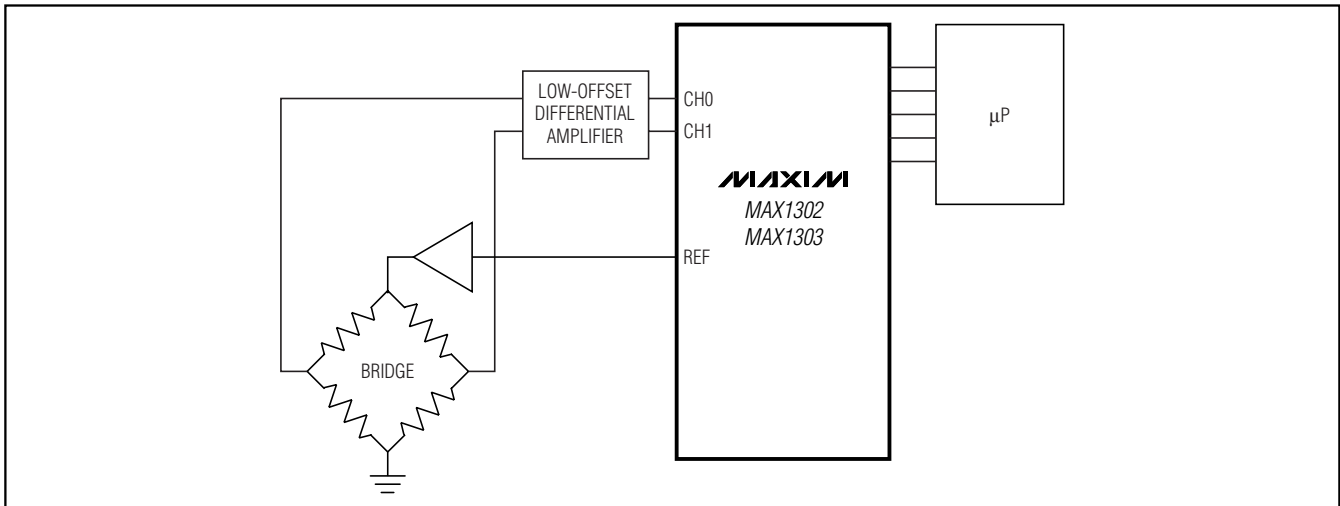 LOW-OFFSET
DIFFERENTIAL
AMPLIFIER
CH0
CH1
μP
MAXIM
MAX1302
MAX1303
REF
BRIDGE